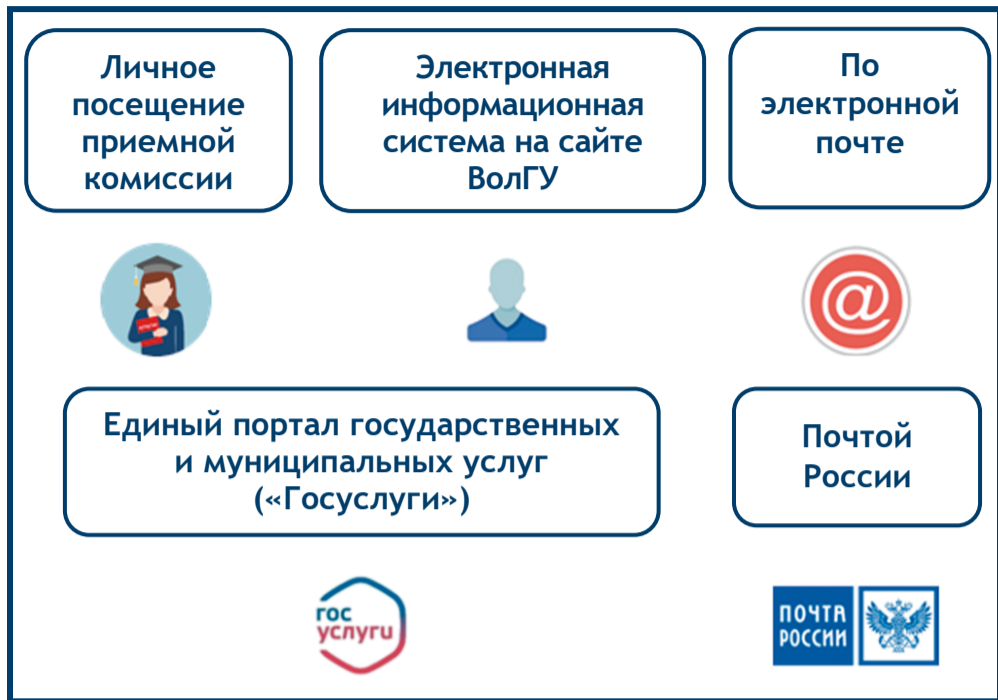 Личное
посещение
приемной
комиссии
Электронная
информационная
система на сайте
ВолГУ
По
электронной
почте
@
Единый портал государственных
и муниципальных услуг
(«Госуслуги»)
Почтой
России
гос
услуги
ПОЧТА
РОССИИ